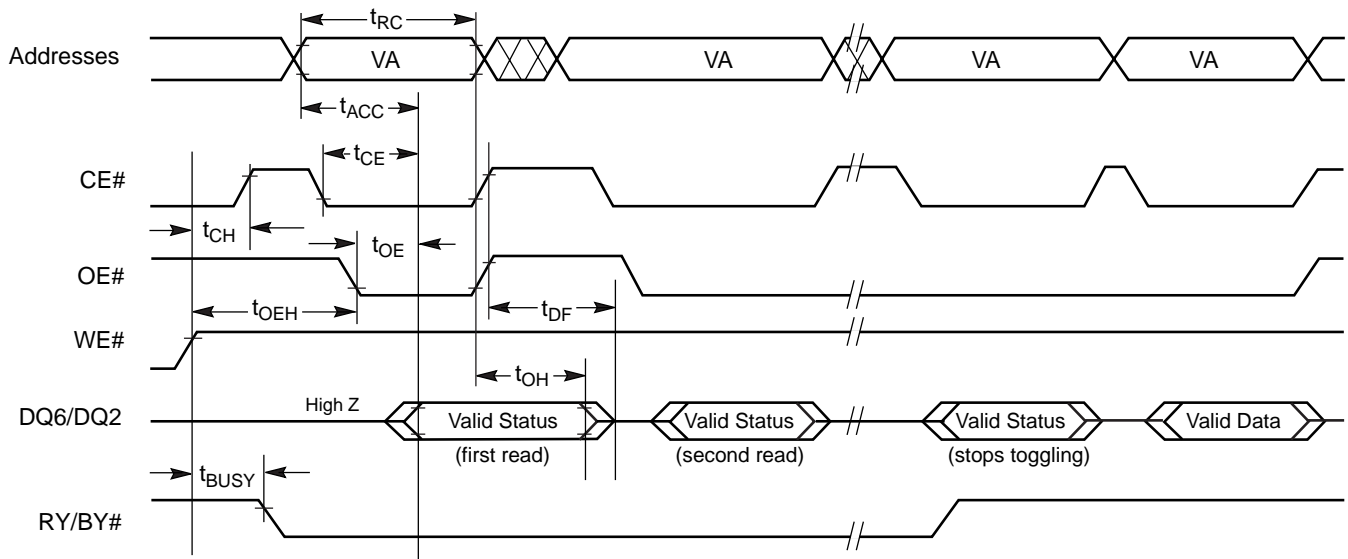 tRC
Addresses VA VA VA VA
tACC
tCE
CE#
tCH tOE
OE#
tOEH tDF
WE#
tOH
High Z
DQ6/DQ2 Valid Status Valid Status Valid Status Valid Data
(first read) (second read) (stops toggling)
tBUSY
RY/BY#